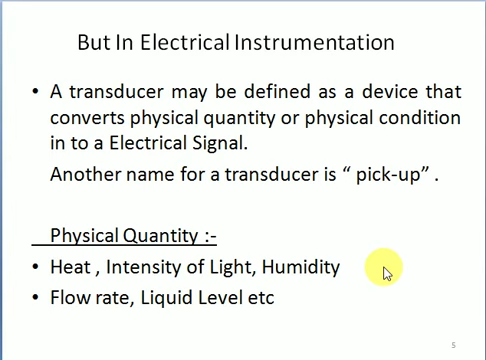 But In Electrical Instrumentation
• A transducer may be defined as a device that
converts physical quantity or physical condition
in to a Electrical Signal.
Another name for a transducer is “ pick-up” .
Physical Quantity :-
• Heat , Intensity of Light, Humidity
• Flow rate, Liquid Level etc
5